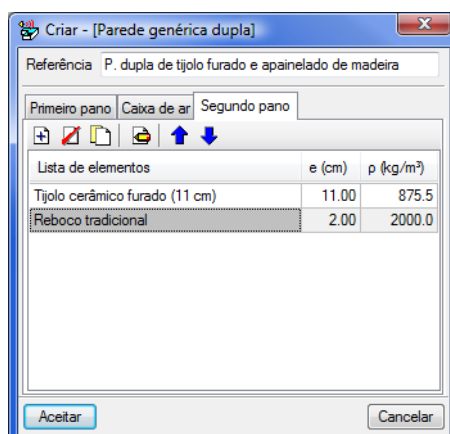 Criar - [Parede genérica dupla]
Referência P. dupla de tijolo furado e apainelado de madeira
Primeiro pano Caixa de ar Segundo pano
Lista de elementos e (cm) ρ (kg/m³)
Tijolo cerâmico furado (11 cm) 11.00 875.5
Reboco tradicional 2.00 2000.0
Aceitar Cancelar